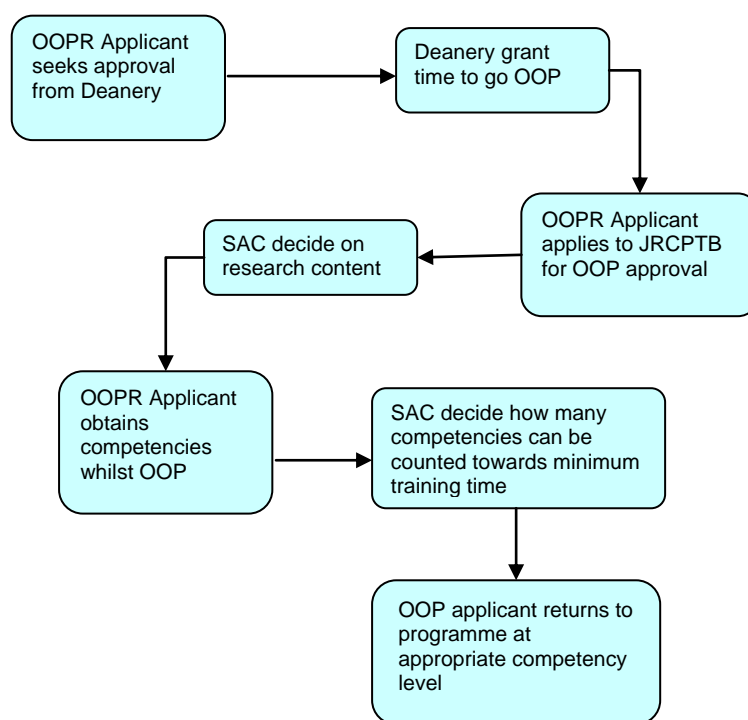 OOPR Applicant
seeks approval
from Deanery
Deanery grant
time to go OOP
OOPR Applicant
applies to JRCPTB
for OOP approval
SAC decide on
research content
OOPR Applicant
obtains
competencies
whilst OOP
SAC decide how many
competencies can be
counted towards minimum
training time
OOP applicant returns to
programme at
appropriate competency
level